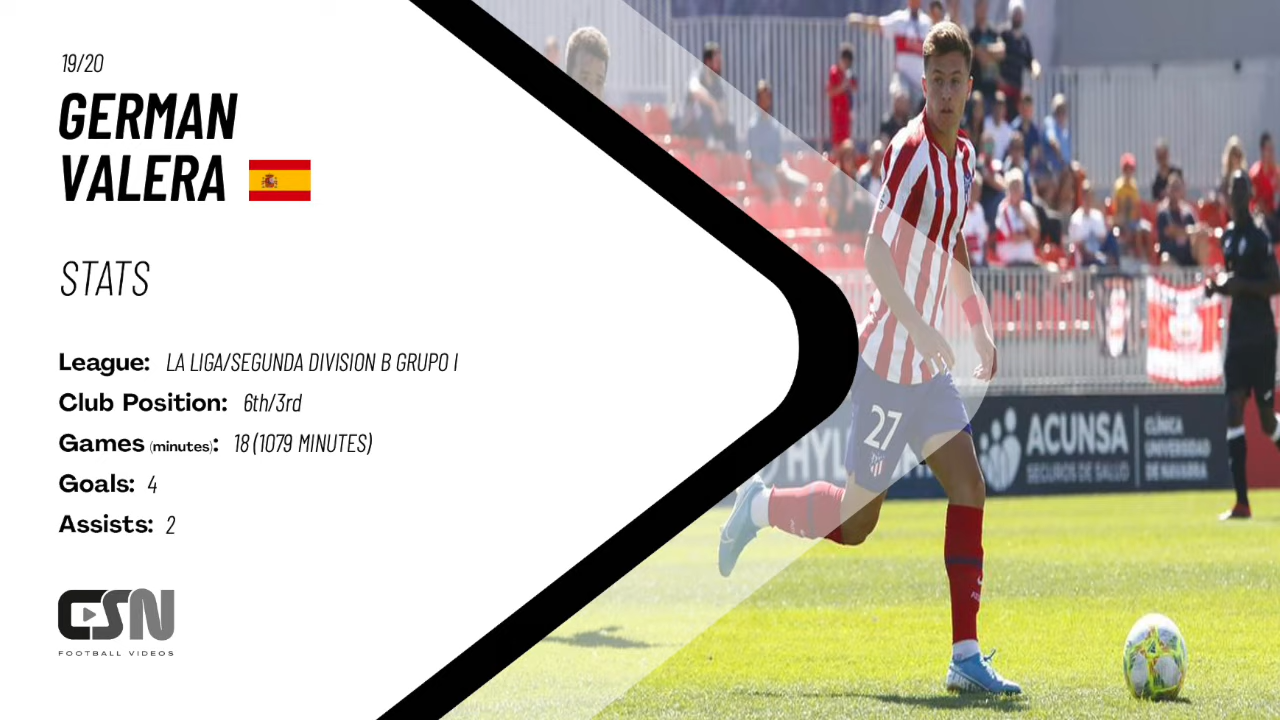 19/20
GERMAN
VALERA
STATS
League: LA LIGA/SEGUNDA DIVISION B GRUPO I
Club Position: 6th/3rd
Games (minutes): 18 (1079 MINUTES)
Goals: 4
Assists: 2
CSN
FOOTBALL VIDEOS
27
ACUNSA
SEGUROS DE SALUD
CLÍNICA
UNIVERSIDAD
DE NAVARRA